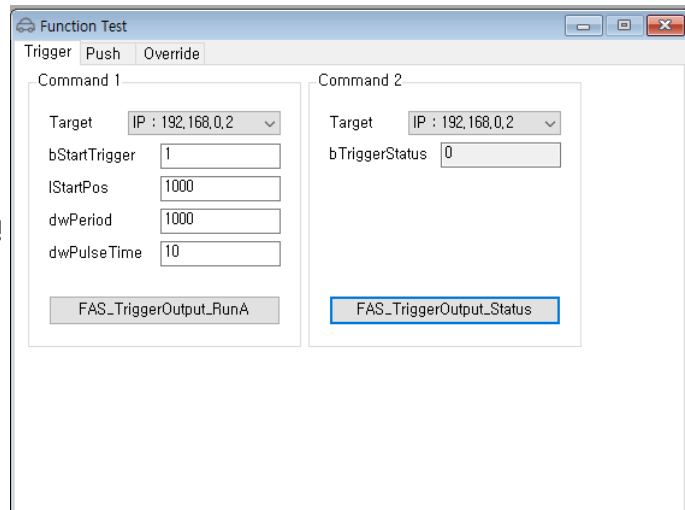 Function Test
Trigger Push Override
Command 1
Target IP : 192,168,0,2
bStartTrigger 1
lStartPos 1000
dwPeriod 1000
dwPulseTime 10
FAS_TriggerOutput_RunA
Command 2
Target IP : 192,168,0,2
bTriggerStatus 0
FAS_TriggerOutput_Status